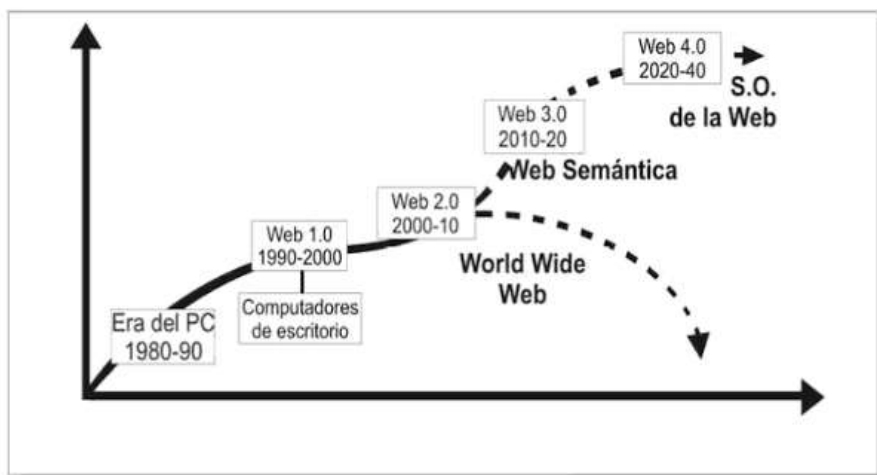 Web 4.0
2020-40
S.O.
de la Web
Web 3.0
2010-20
Web Semántica
Web 2.0
2000-10
World Wide
Web
Web 1.0
1990-2000
Computadores
de escritorio
Era del PC
1980-90